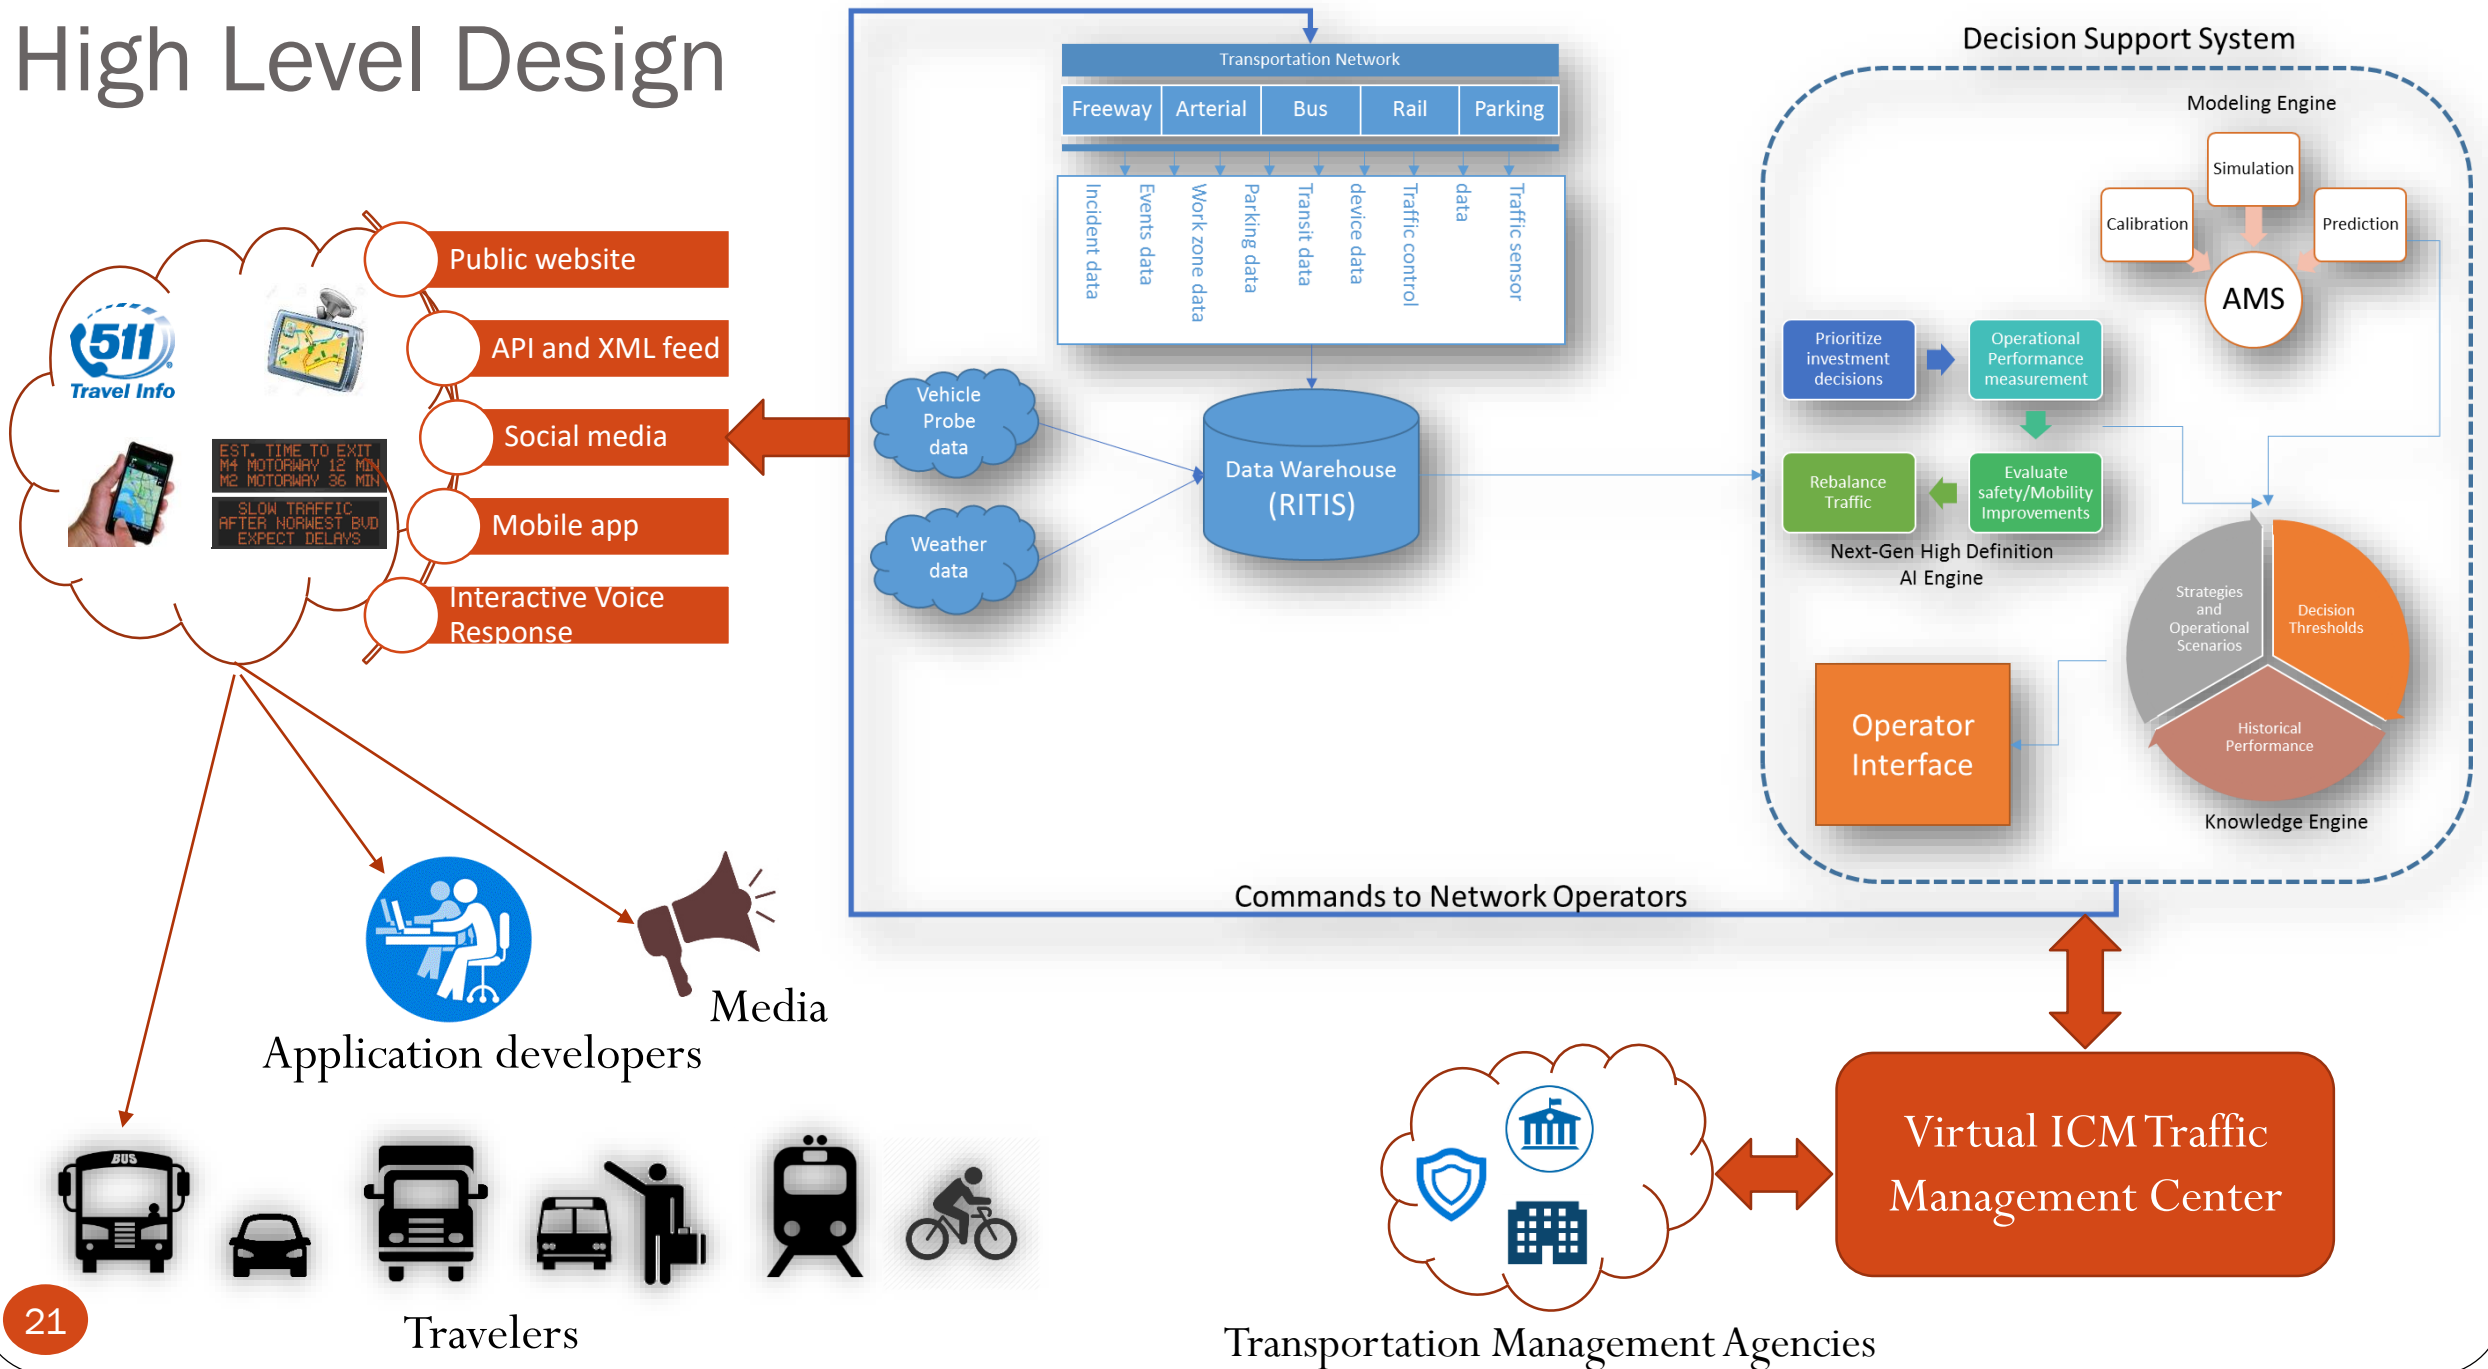 High Level Design
511
Travel Info
EST. TIME TO EXIT
M4 MOTORWAY 12 MIN
M2 MOTORWAY 36 MIN
SLOW TRAFFIC
AFTER NORWEST BVD
EXPECT DELAYS
Public website
API and XML feed
Social media
Mobile app
Interactive Voice
Response
Transportation Network
Freeway
Arterial
Bus
Rail
Parking
Incident data
Events data
Work zone data
Parking data
Transit data
device data
Traffic control
data
Traffic sensor
Vehicle
Probe
data
Weather
data
Data Warehouse
(RITIS)
Commands to Network Operators
Decision Support System
Modeling Engine
Simulation
Calibration
Prediction
AMS
Prioritize
investment
decisions
Operational
Performance
measurement
Rebalance
Traffic
Evaluate
safety/Mobility
Improvements
Next-Gen High Definition
AI Engine
Strategies
and
Operational
Scenarios
Decision
Thresholds
Historical
Performance
Knowledge Engine
Operator
Interface
Media
Application developers
BUS
Travelers
Virtual ICM Traffic
Management Center
Transportation Management Agencies
21